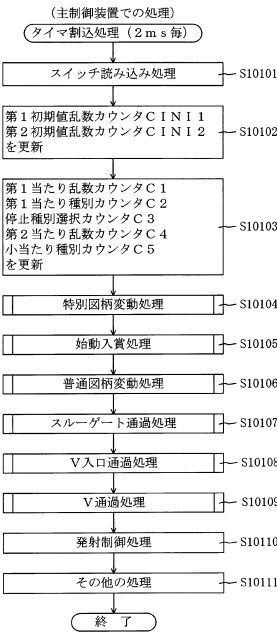 (主制御装置での処理)
タイマ割込処理(2ms毎)
スイッチ読み込み処理
S10101
第1初期値乱数カウンタCINI1
第2初期値乱数カウンタCINI2
を更新
S10102
第1当たり乱数カウンタC1
第1当たり種別カウンタC2
停止種別選択カウンタC3
第2当たり乱数カウンタC4
小当たり種別カウンタC5
を更新
S10103
特別図柄変動処理
S10104
始動入賞処理
S10105
普通図柄変動処理
S10106
スルーゲート通過処理
S10107
V入口通過処理
S10108
V通過処理
S10109
発射制御処理
S10110
その他の処理
S10111
終了